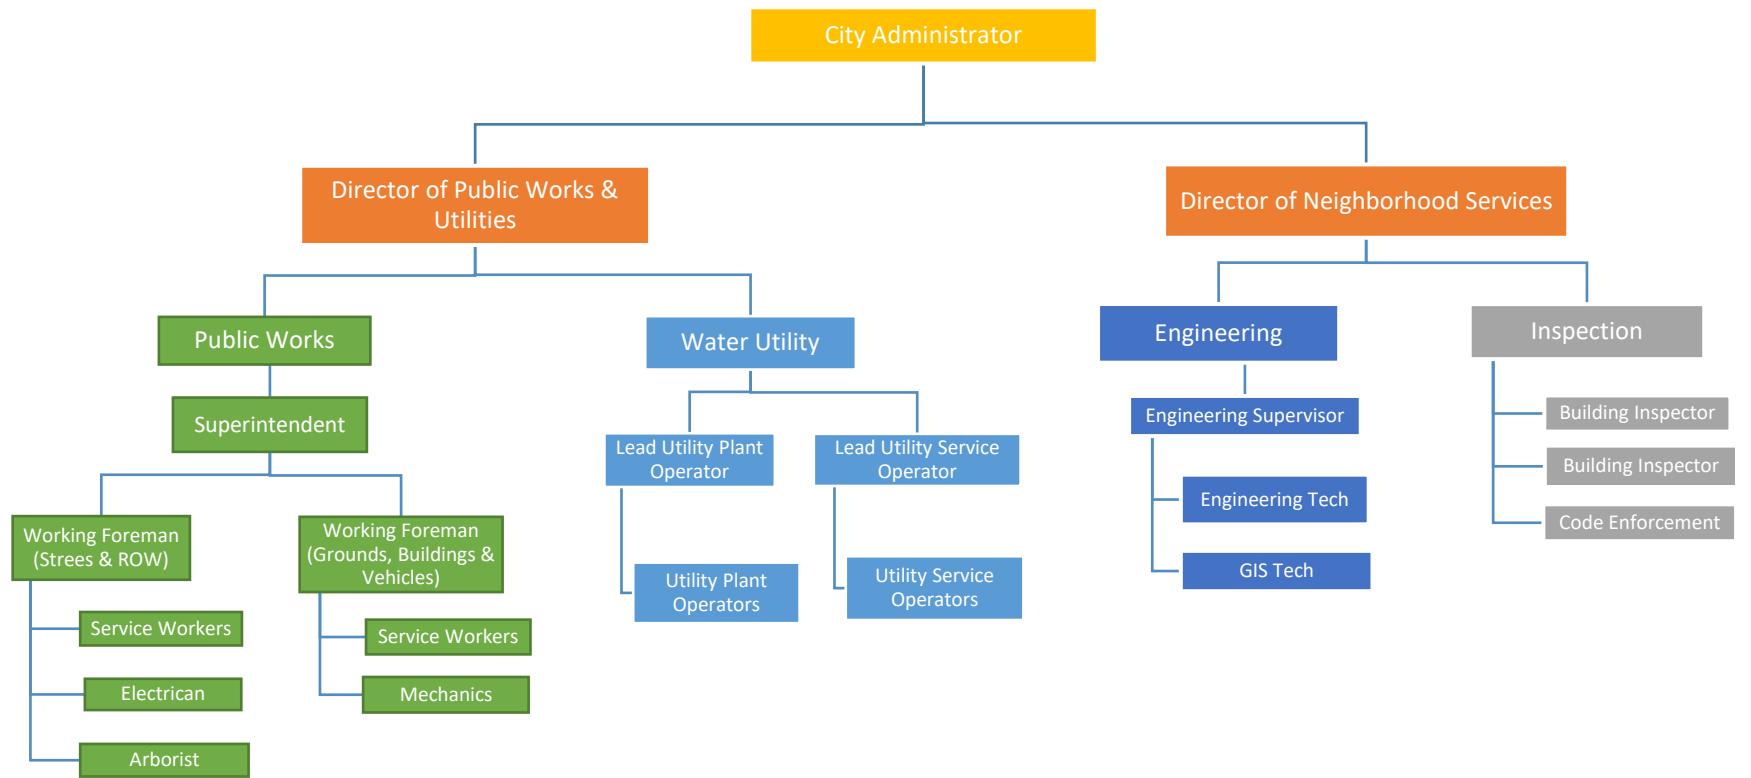 City Administrator
Director of Public Works &
Utilities
Director of Neighborhood Services
Public Works
Water Utility
Engineering
Inspection
Superintendent
Engineering Supervisor
Building Inspector
Lead Utility Plant
Operator
Lead Utility Service
Operator
Building Inspector
Engineering Tech
Code Enforcement
Working Foreman
(Strees & ROW)
Working Foreman
(Grounds, Buildings &
Vehicles)
Utility Plant
Operators
Utility Service
Operators
GIS Tech
Service Workers
Service Workers
Electrican
Mechanics
Arborist